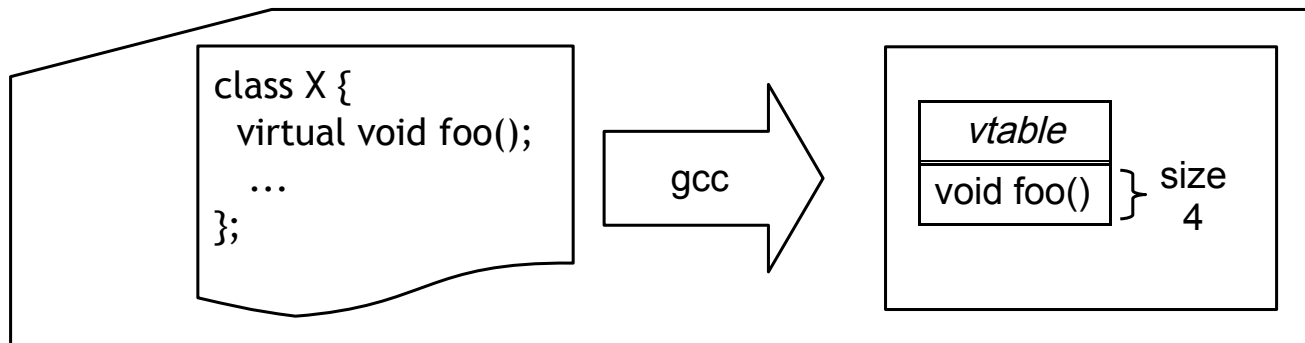 class X {
virtual void foo();
...
};
gcc
vtable
void foo()
size
4